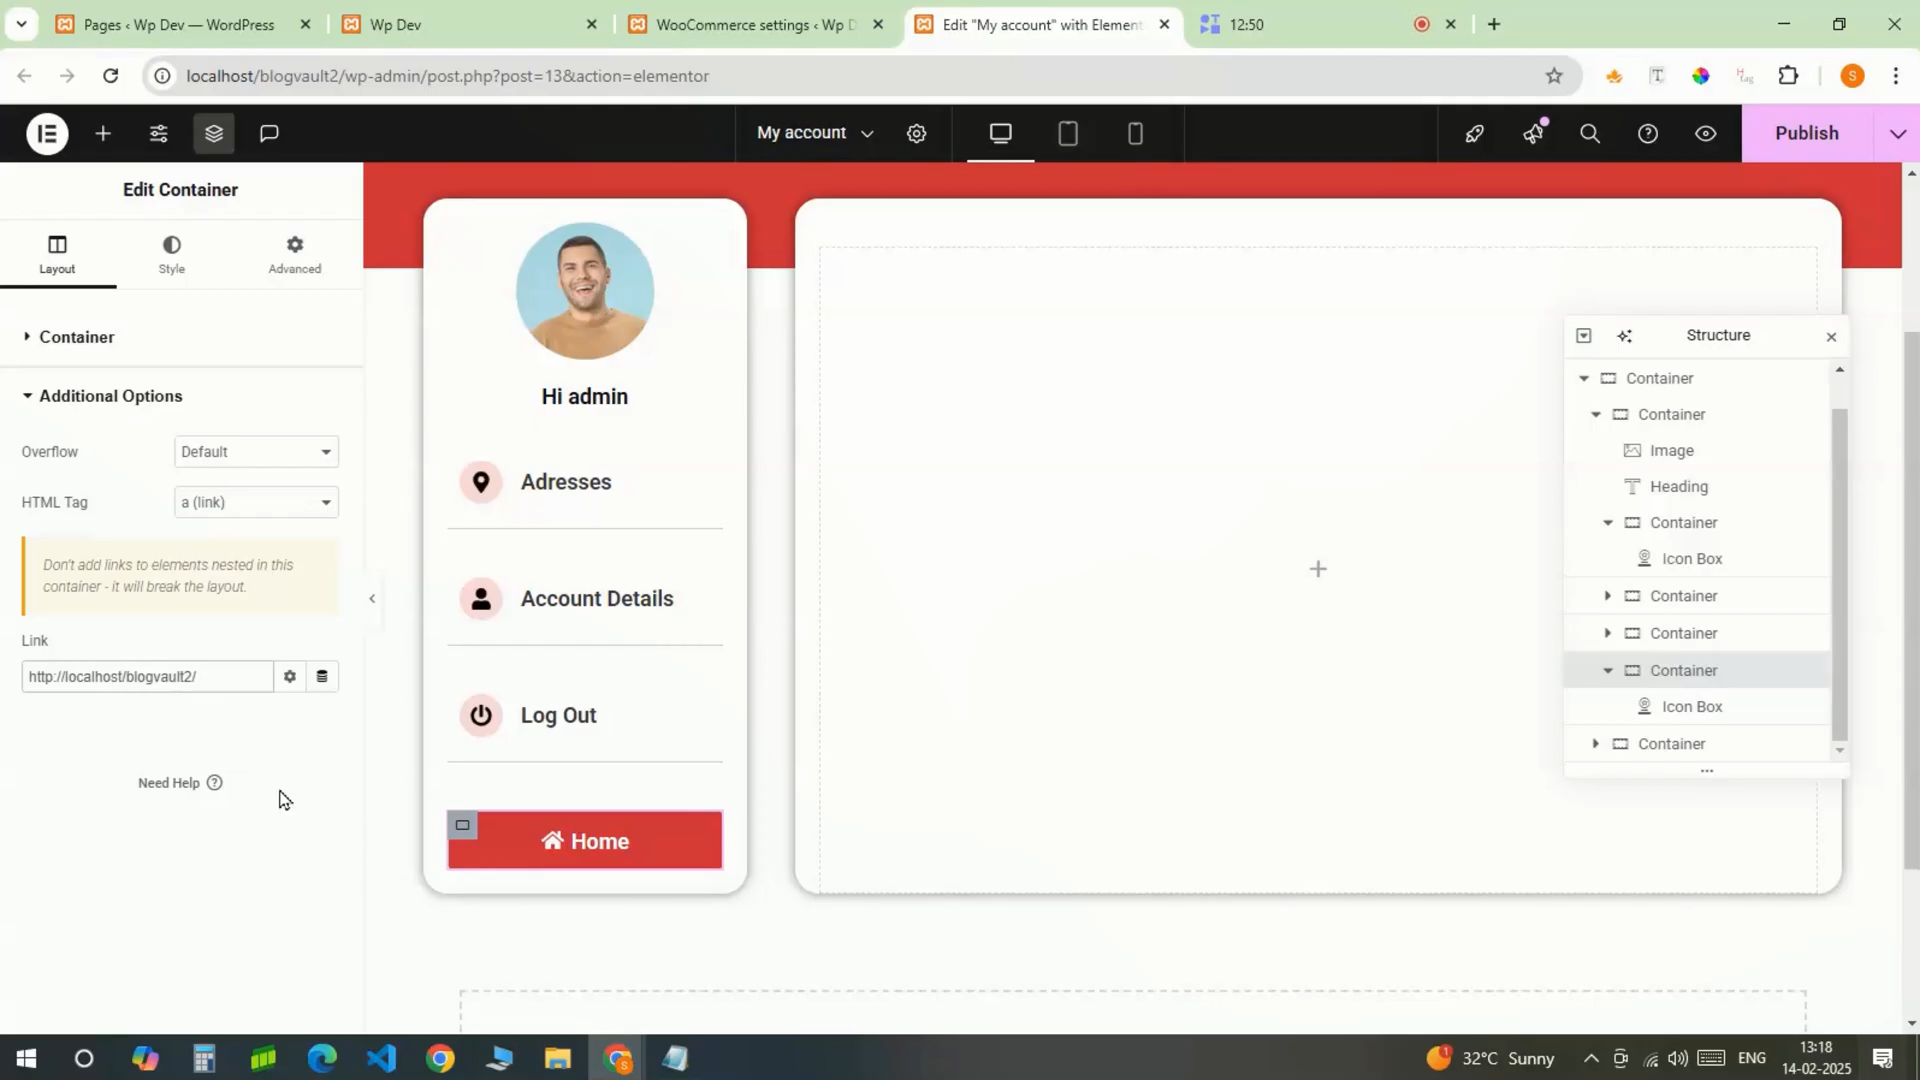 Pages ‹ Wp Dev — WordPress
Wp Dev
WooCommerce settings ‹ Wp D
Edit "My account" with Element
12:50
localhost/blogvault2/wp-admin/post.php?post=13&action=elementor
S
My account
Publish
Edit Container
Layout
Style
Advanced
Container
Additional Options
Overflow
Default
HTML Tag
a (link)
Don't add links to elements nested in this
container - it will break the layout.
Link
http://localhost/blogvault2/
Need Help
Hi admin
Adresses
Account Details
Log Out
Home
Structure
Container
Container
Image
Heading
Container
Icon Box
Container
Container
Container
Icon Box
Container
32°C Sunny
ENG
13:18
14-02-2025